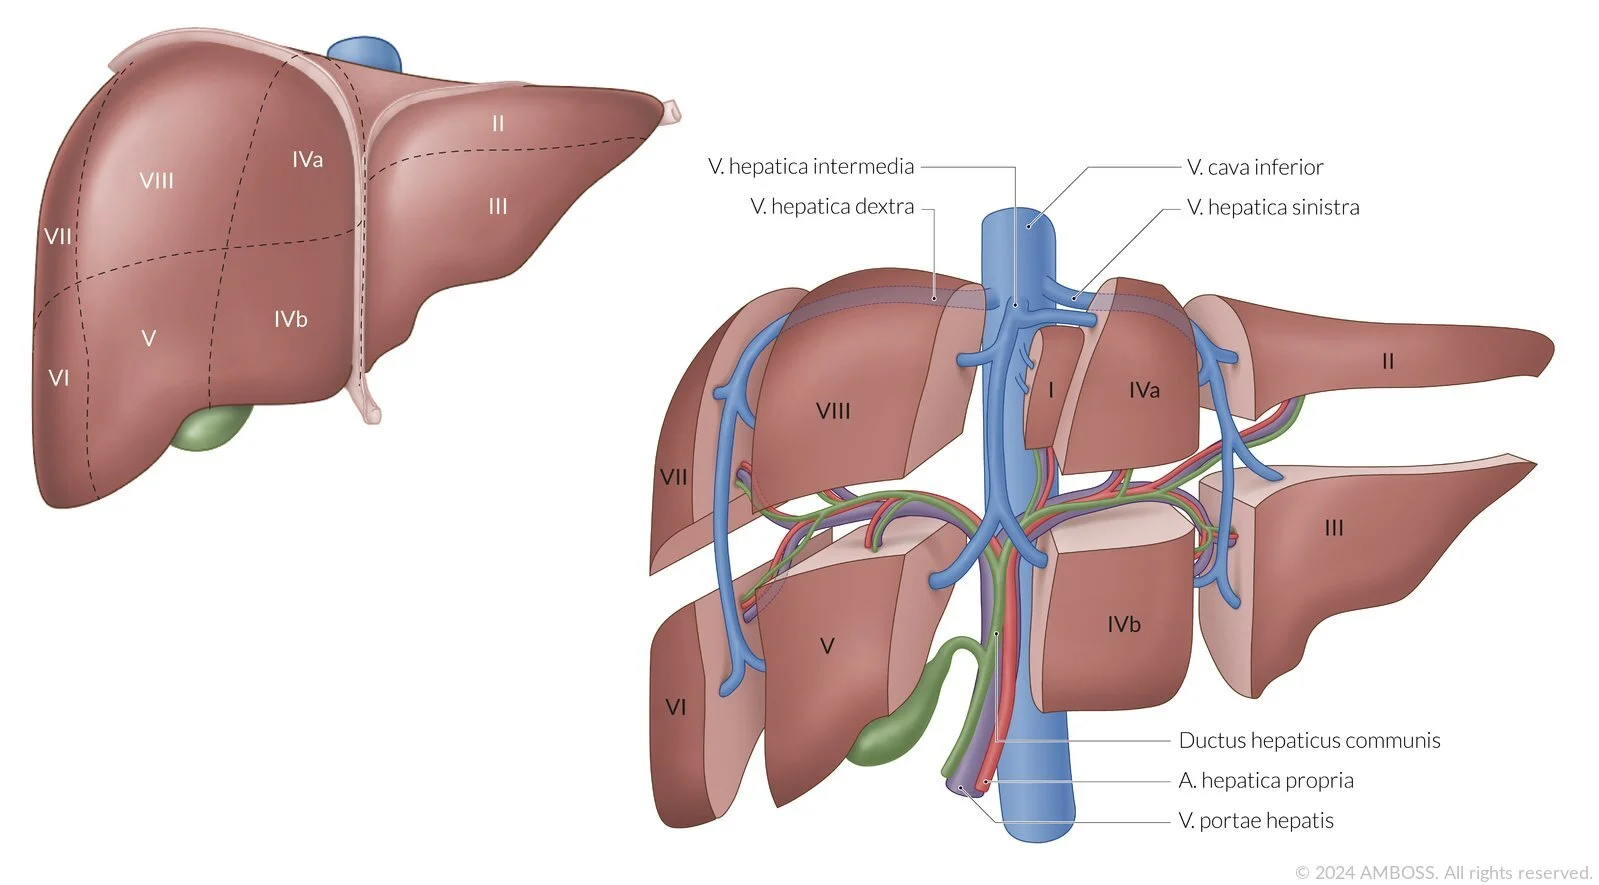 II
IVa
VIII
III
VII
IVb
V
VI
V. hepatica intermedia
V. cava inferior
V. hepatica dextra
V. hepatica sinistra
II
I
IVa
VIII
VII
III
IVb
V
VI
Ductus hepaticus communis
A. hepatica propria
V. portae hepatis
© 2024 AMBOSS. All rights reserved.